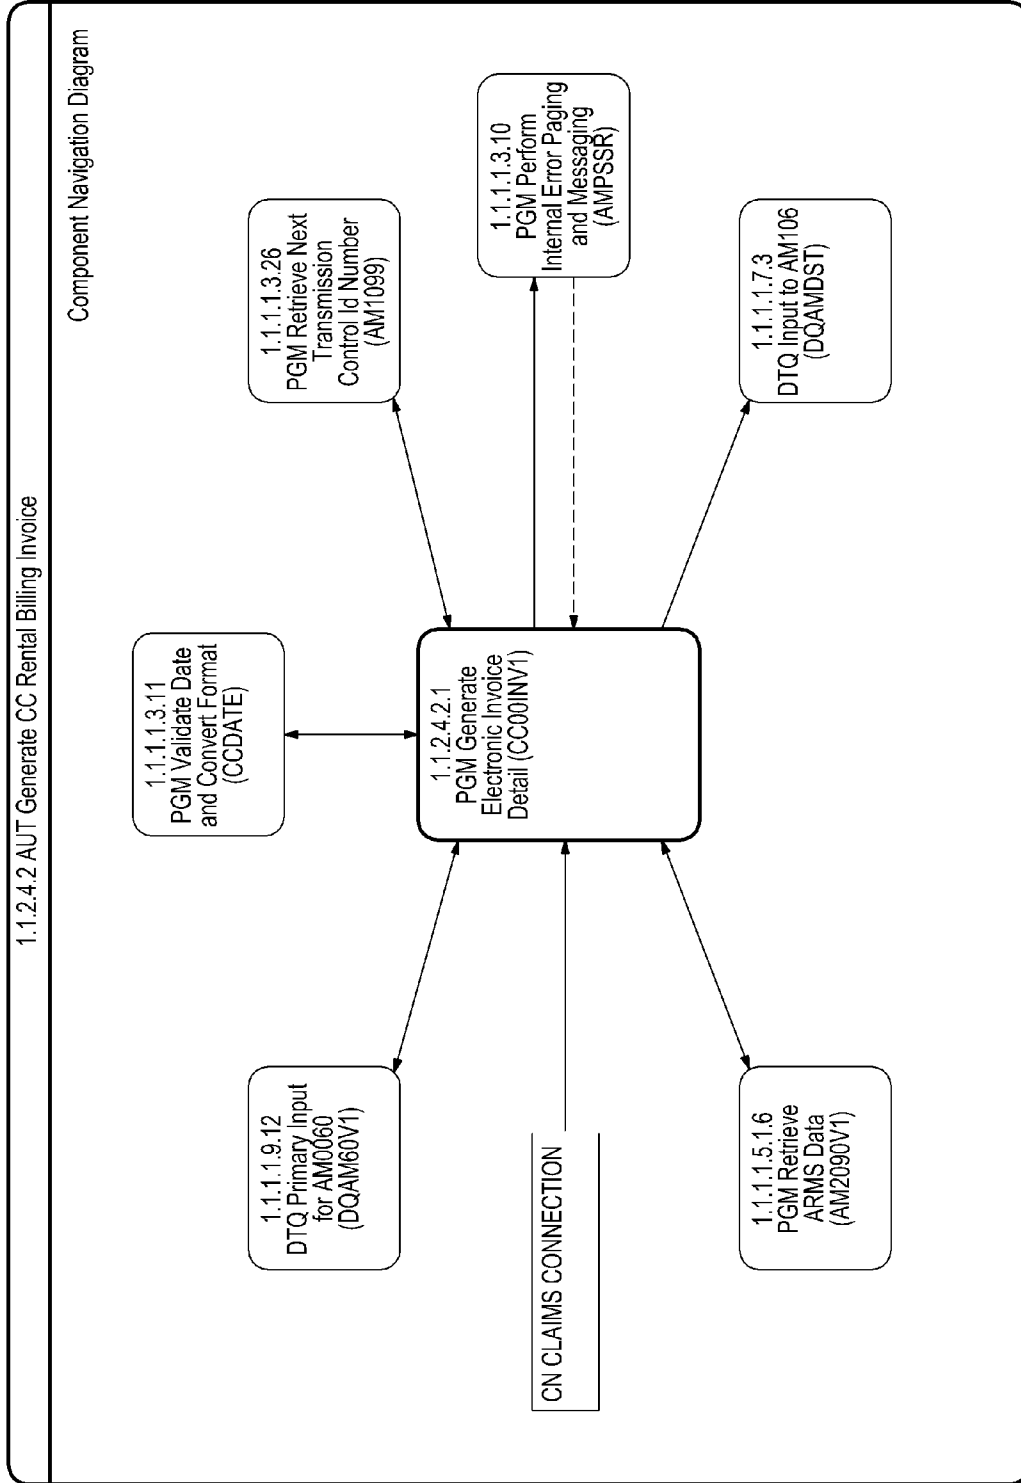 1.1.2.4.2 AUT Generate CC Rental Billing Invoice
Component Navigation Diagram
1.1.1.1.9.12
DTQ Primary Input
for AM0060
(DQAM60V1)
1.1.1.1.3.11
PGM Validate Date
and Convert Format
(CCDATE)
1.1.1.1.3.26
PGM Retrieve Next
Transmission
Control Id Number
(AM1099)
CN CLAIMS CONNECTION
1.1.2.4.2.1
PGM Generate
Electronic Invoice
Detail (CC00INV1)
1.1.1.1.3.10
PGM Perform
Internal Error Paging
and Messaging
(AMPSSR)
1.1.1.1.5.1.6
PGM Retrieve
ARMS Data
(AM2090V1)
1.1.1.1.7.3
DTQ Input to AM106
(DQAMDST)